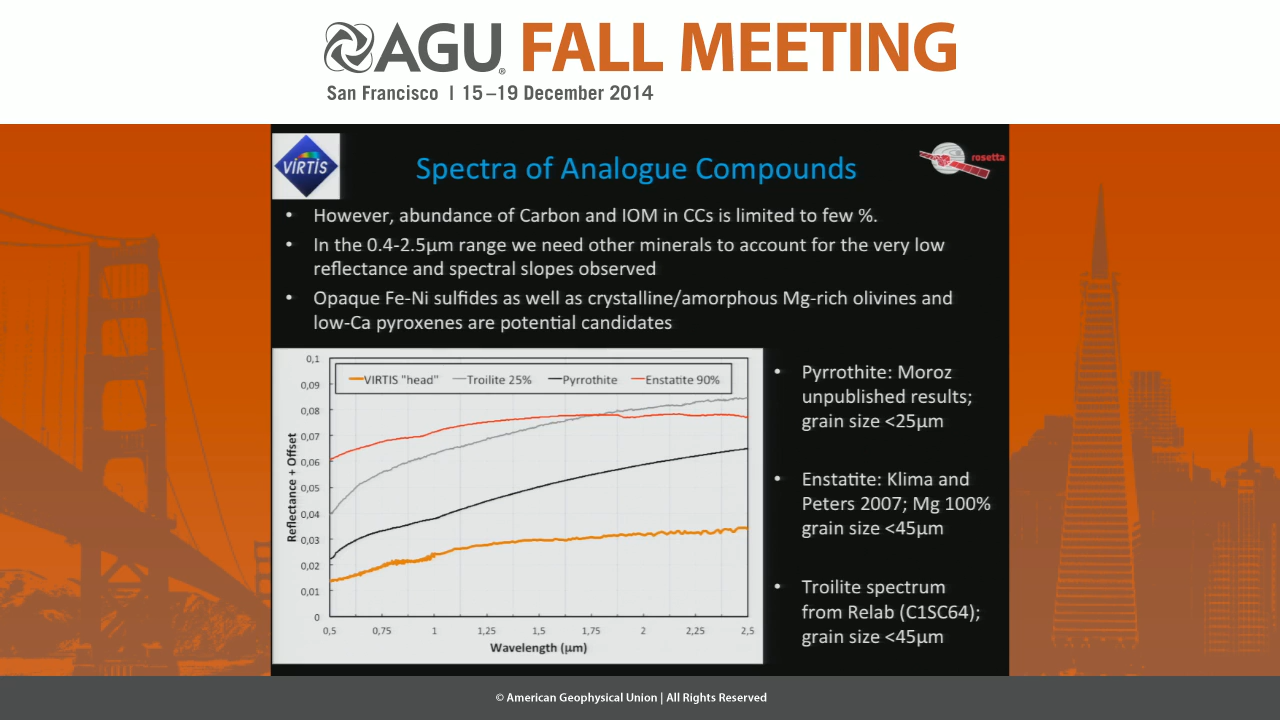 AGU® FALL MEETING
San Francisco | 15–19 December 2014
VIRTIS
Spectra of Analogue Compounds
rosetta
• However, abundance of Carbon and IOM in CCs is limited to few %.
• In the 0.4-2.5µm range we need other minerals to account for the very low
reflectance and spectral slopes observed
• Opaque Fe-Ni sulfides as well as crystalline/amorphous Mg-rich olivines and
low-Ca pyroxenes are potential candidates
VIRTIS "head" Troilite 25% Pyrrothite Enstatite 90%
0,1
0,09
0,08
0,07
0,06
0,05
0,04
0,03
0,02
0,01
0
Reflectance + Offset
0,5 0,75 1 1,25 1,5 1,75 2 2,25 2,5
Wavelength (µm)
• Pyrrothite: Moroz
unpublished results;
grain size <25µm
• Enstatite: Klima and
Peters 2007; Mg 100%
grain size <45µm
• Troilite spectrum
from Relab (C1SC64);
grain size <45µm
© American Geophysical Union | All Rights Reserved